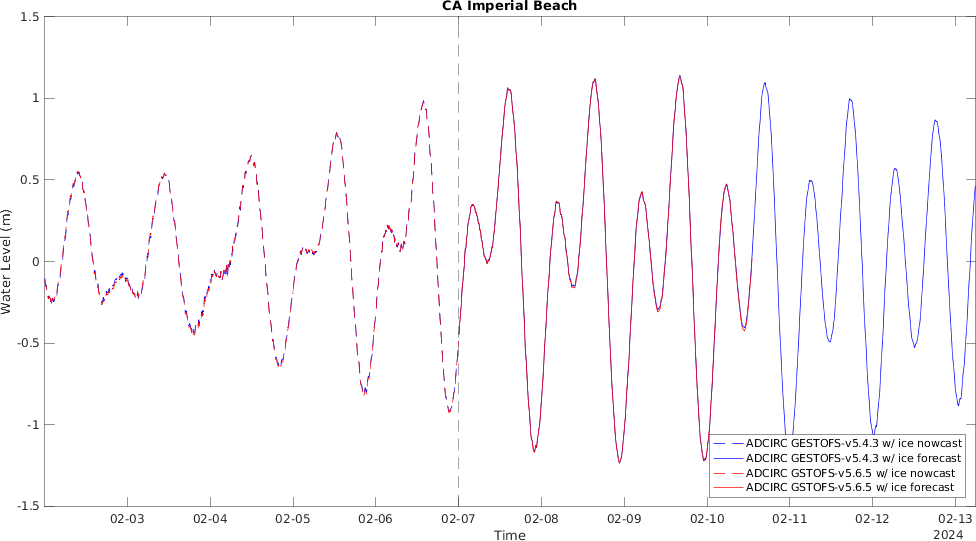 CA Imperial Beach
1.5
1
0.5
0
-0.5
-1
-1.5
Water Level (m)
02-03 02-04 02-05 02-06 02-07 02-08 02-09 02-10 02-11 02-12 02-13
Time
2024
ADCIRC GESTOFS-v5.4.3 w/ ice nowcast
ADCIRC GESTOFS-v5.4.3 w/ ice forecast
ADCIRC GSTOFS-v5.6.5 w/ ice nowcast
ADCIRC GSTOFS-v5.6.5 w/ ice forecast